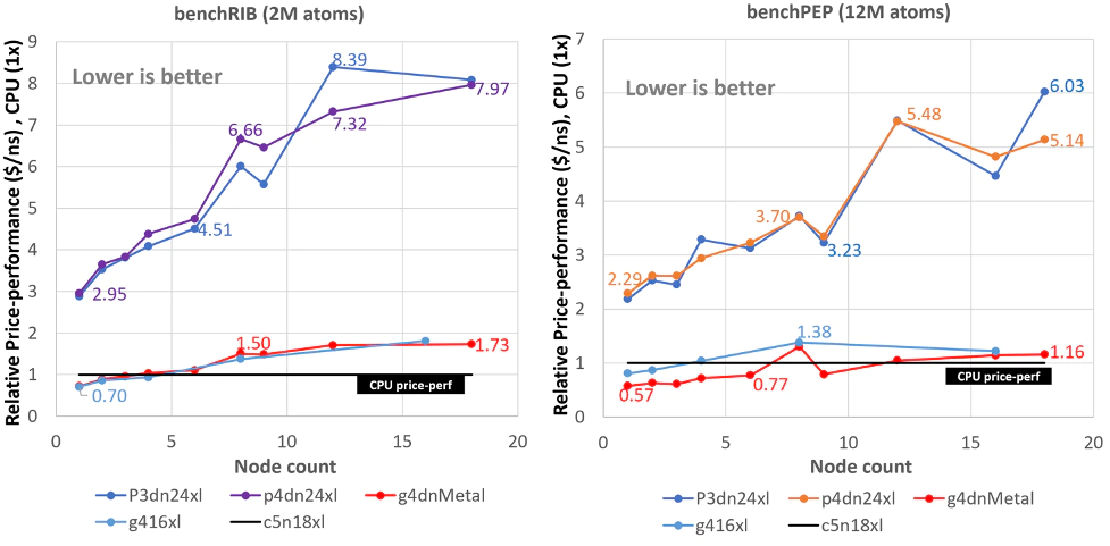 benchRIB (2M atoms)
Relative Price-performance ($/ns) , CPU (1x)
9
8
7
6
5
4
3
2
1
0
Lower is better
8.39
7.97
7.32
6.66
4.51
2.95
1.50
1.73
0.70
CPU price-perf
0 5 10 15 20
Node count
P3dn24xl p4dn24xl g4dnMetal
g416xl c5n18xl
benchPEP (12M atoms)
Relative Price-performance ($/ns), CPU (1x)
7
6
5
4
3
2
1
0
Lower is better
6.03
5.48
5.14
3.70
3.23
2.29
1.38
1.16
0.77
0.57
CPU price-perf
0 5 10 15 20
Node count
P3dn24xl p4dn24xl g4dnMetal
g416xl c5n18xl